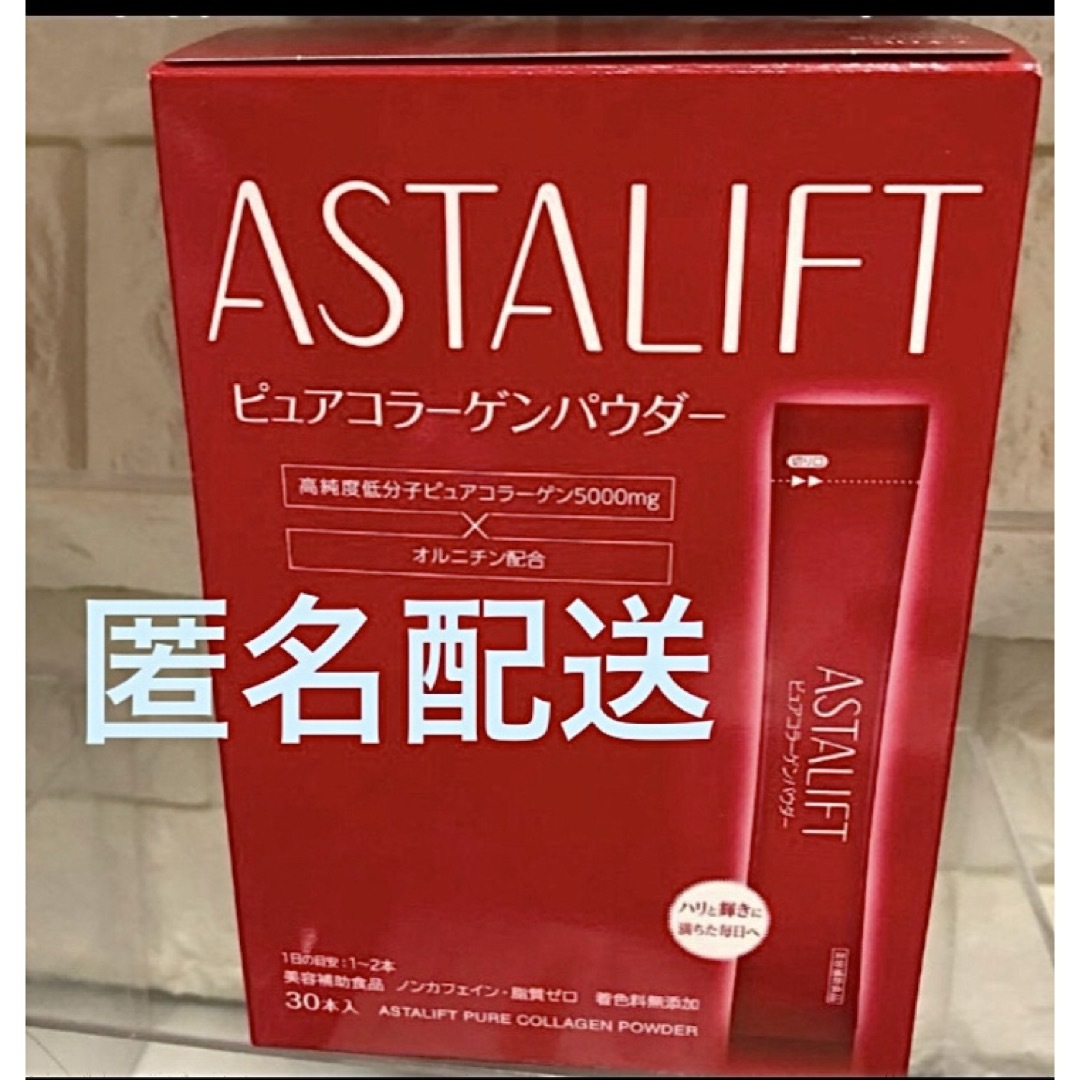 ASTALIFT
ピュアコラーゲンパウダー
高純度低分子ピュアコラーゲン5000mg
×
オルニチン配合
匿名配送
切り口
ASTALIFT
ピュアコラーゲンパウダー
ハリと輝きに
満ちた毎日へ
1日の目安:1~2本
美容補助食品 ノンカフェイン・脂質ゼロ 着色料無添加
30本入 ASTALIFT PURE COLLAGEN POWDER